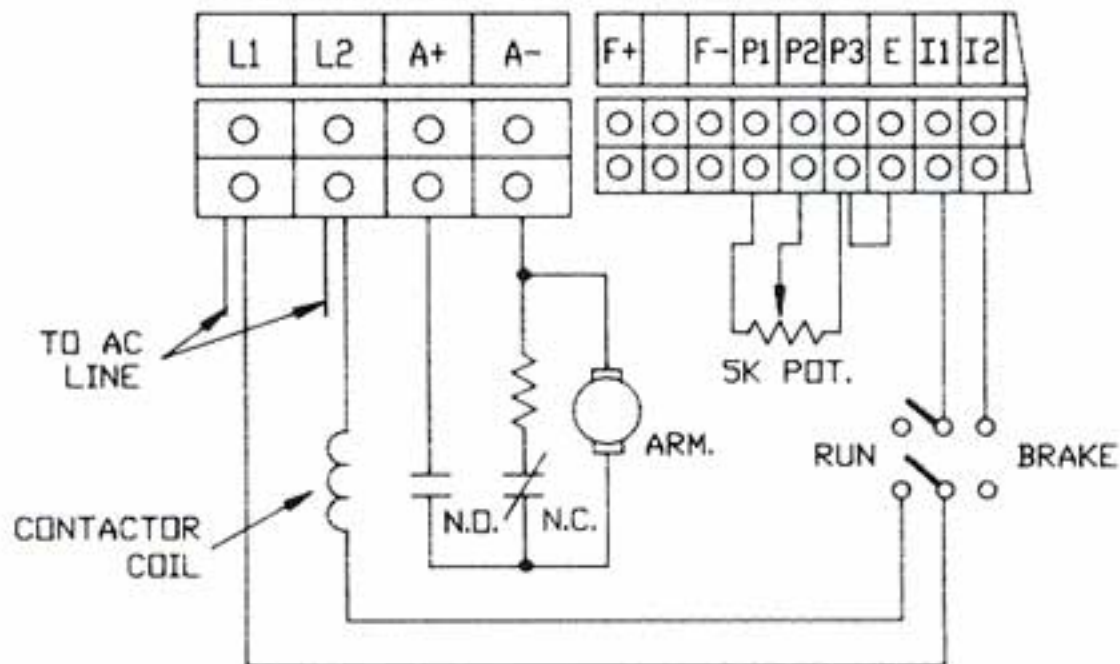 L1 L2 A+ A- F+ F- P1 P2 P3 E I1 I2
TO AC
LINE
5K POT.
ARM.
RUN
BRAKE
N.O.
N.C.
CONTACTOR
COIL